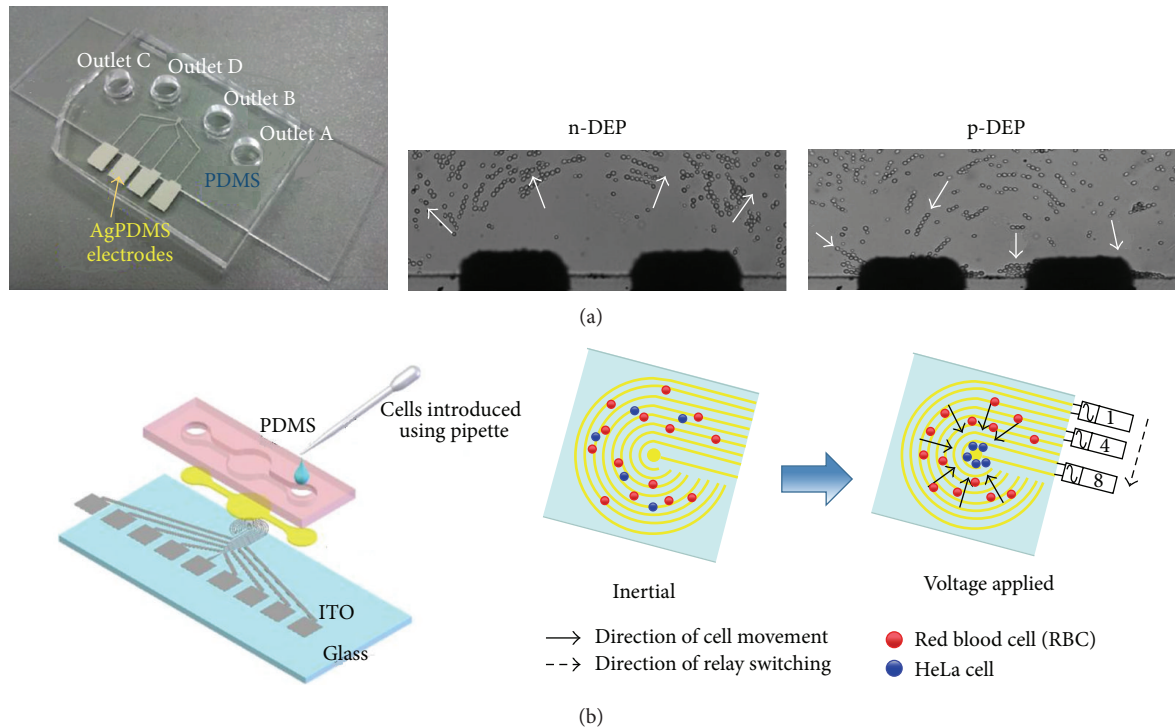 Outlet C
Outlet D
Outlet B
Outlet A
PDMS
AgPDMS
electrodes
n-DEP
p-DEP
(a)
PDMS
Cells introduced
using pipette
ITO
Glass
1
4
8
Inertial
Voltage applied
Direction of cell movement
Direction of relay switching
Red blood cell (RBC)
HeLa cell
(b)